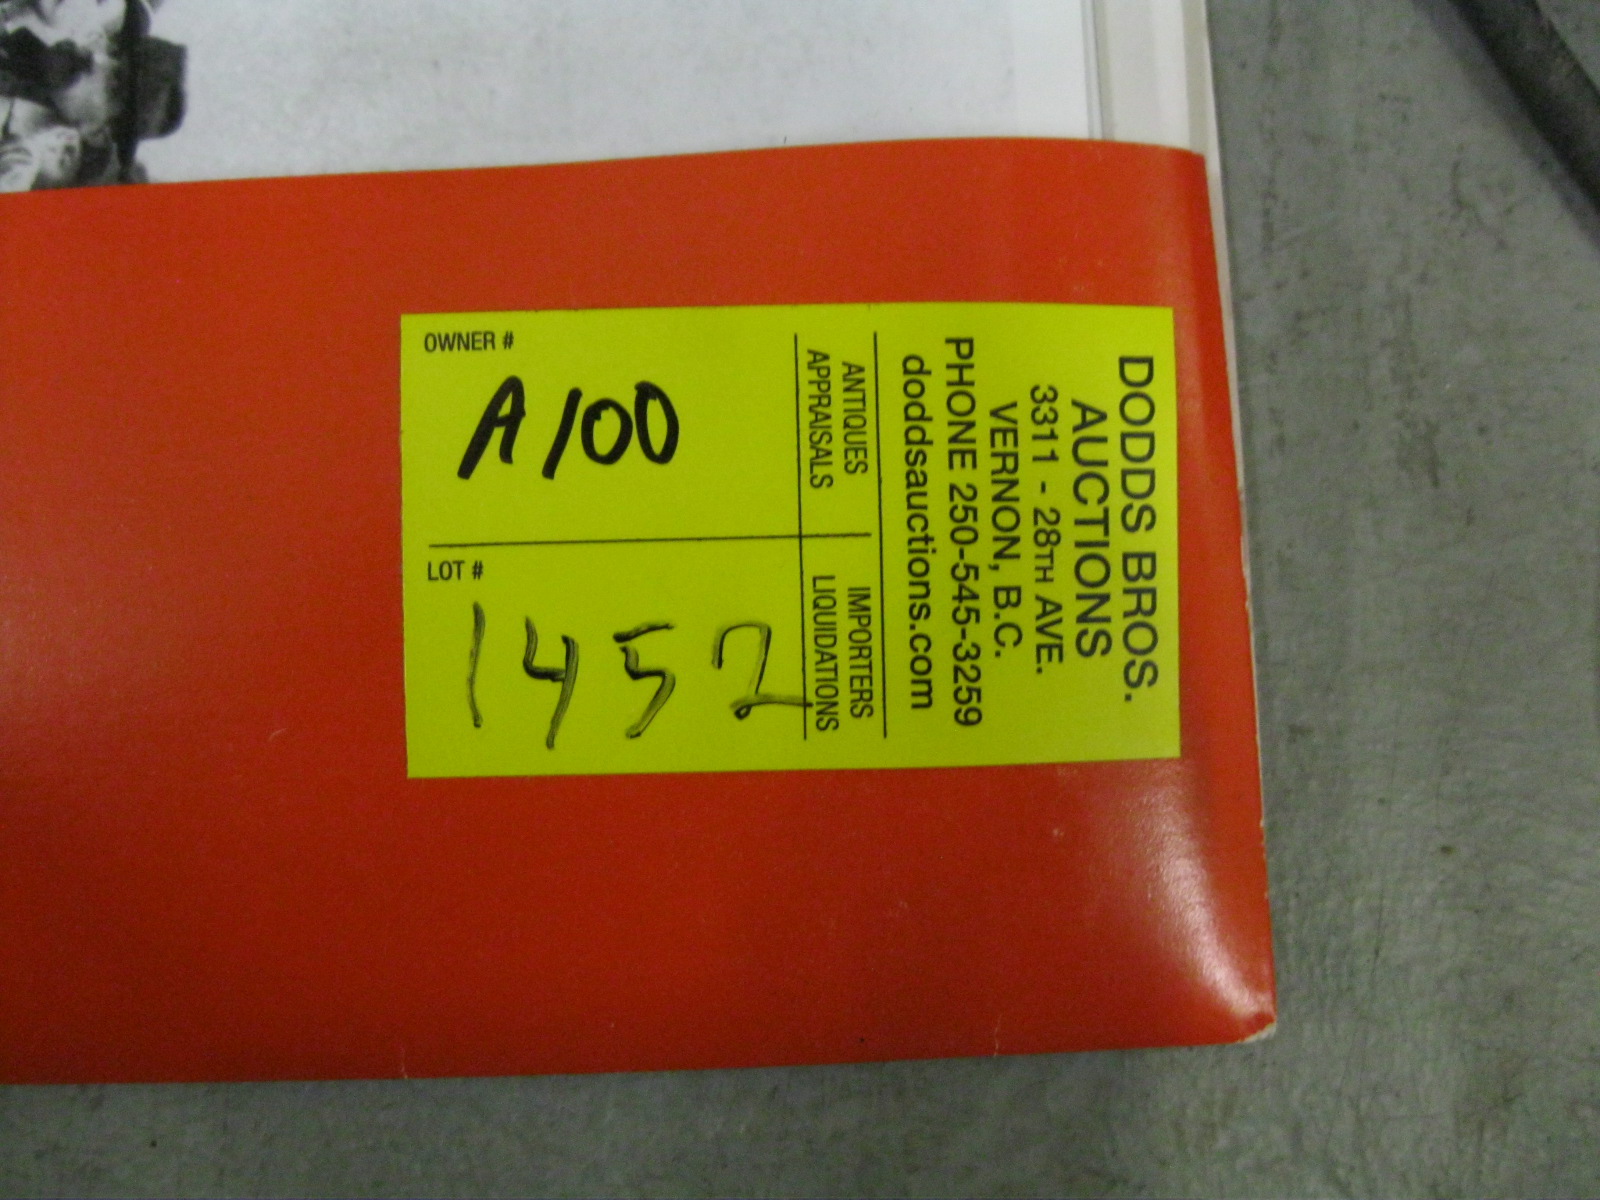 DODDS BROS.
AUCTIONS
3311 - 28TH AVE.
VERNON, B.C.
PHONE 250-545-3259
doddsauctions.com
ANTIQUES
APPRAISALS
IMPORTERS
LIQUIDATIONS
OWNER #
A100
LOT #
1452